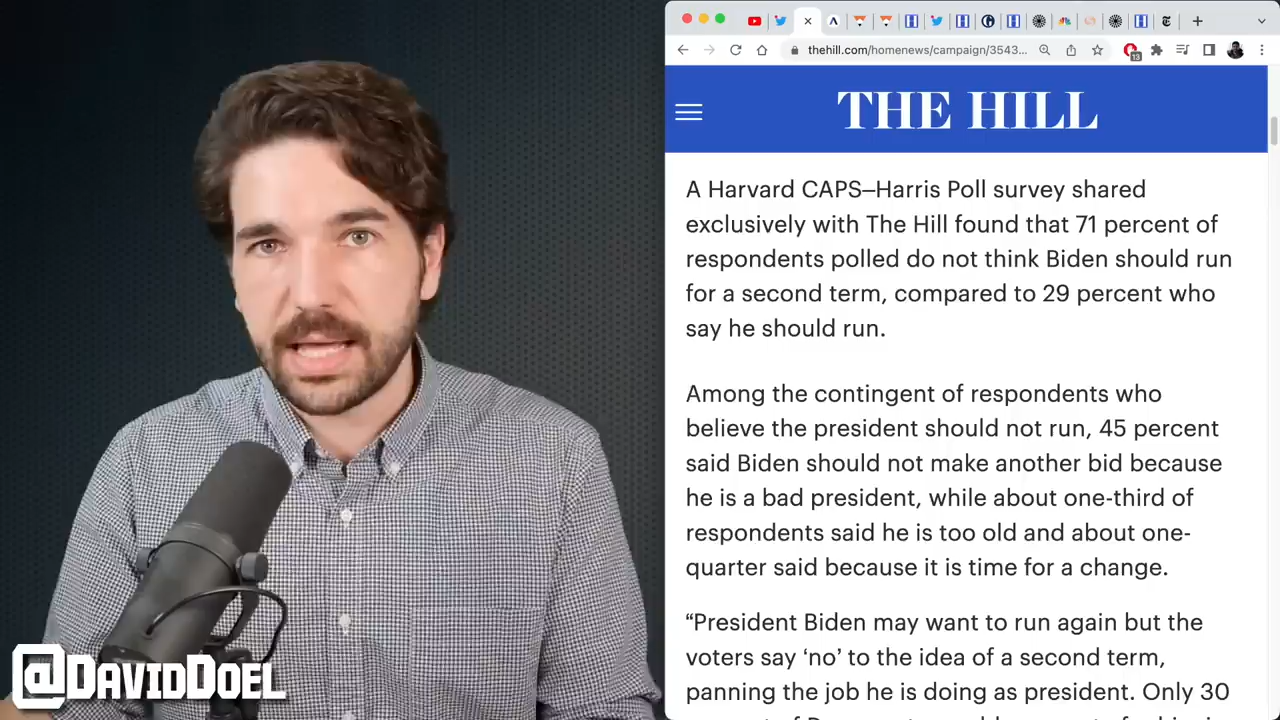 thehill.com/homenews/campaign/3543...
13
THE HILL
A Harvard CAPS–Harris Poll survey shared
exclusively with The Hill found that 71 percent of
respondents polled do not think Biden should run
for a second term, compared to 29 percent who
say he should run.
Among the contingent of respondents who
believe the president should not run, 45 percent
said Biden should not make another bid because
he is a bad president, while about one-third of
respondents said he is too old and about one-
quarter said because it is time for a change.
“President Biden may want to run again but the
voters say ‘no’ to the idea of a second term,
panning the job he is doing as president. Only 30
@DavidDoel